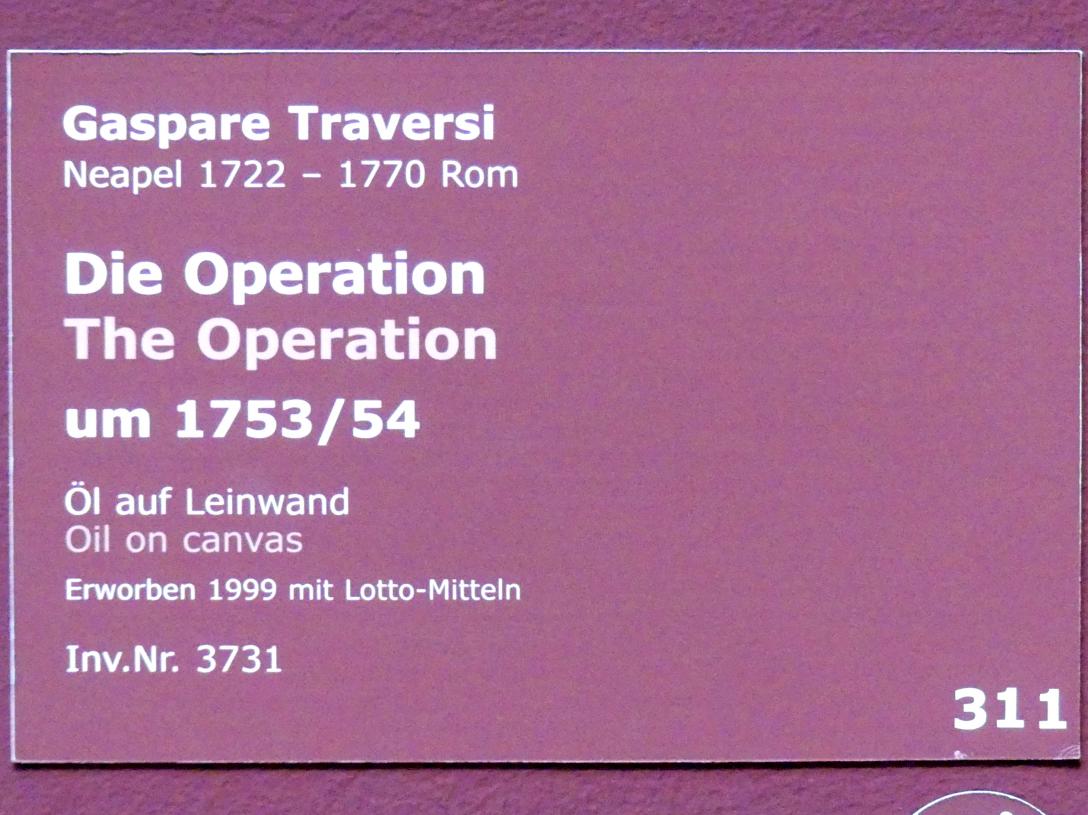 Gaspare Traversi
Neapel 1722 – 1770 Rom
Die Operation
The Operation
um 1753/54
Öl auf Leinwand
Oil on canvas
Erworben 1999 mit Lotto-Mitteln
Inv.Nr. 3731
311